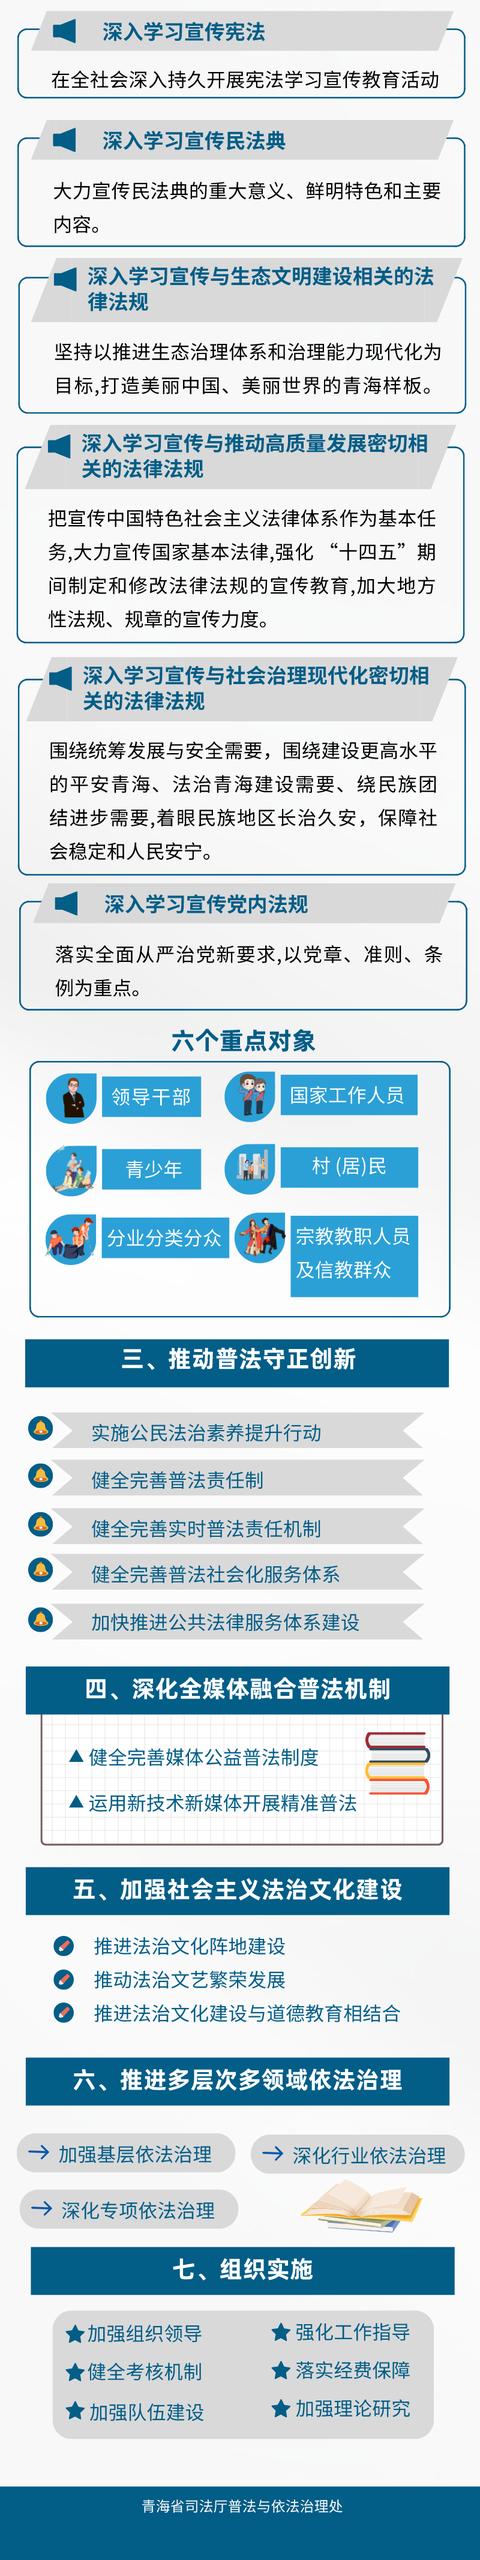 深入学习宣传宪法
在全社会深入持久开展宪法学习宣传教育活动
深入学习宣传民法典
大力宣传民法典的重大意义、鲜明特色和主要
内容。
深入学习宣传与生态文明建设相关的法
律法规
坚持以推进生态治理体系和治理能力现代化为
目标,打造美丽中国、美丽世界的青海样板。
深入学习宣传与推动高质量发展密切相
关的法律法规
把宣传中国特色社会主义法律体系作为基本任
务,大力宣传国家基本法律,强化 “十四五”期
间制定和修改法律法规的宣传教育,加大地方
性法规、规章的宣传力度。
深入学习宣传与社会治理现代化密切相
关的法律法规
围绕统筹发展与安全需要，围绕建设更高水平
的平安青海、法治青海建设需要、绕民族团
结进步需要,着眼民族地区长治久安，保障社
会稳定和人民安宁。
深入学习宣传党内法规
落实全面从严治党新要求,以党章、准则、条
例为重点。
六个重点对象
领导干部
国家工作人员
青少年
村 (居)民
分业分类分众
宗教教职人员
及信教群众
三、推动普法守正创新
实施公民法治素养提升行动
健全完善普法责任制
健全完善实时普法责任机制
健全完善普法社会化服务体系
加快推进公共法律服务体系建设
四、深化全媒体融合普法机制
▲健全完善媒体公益普法制度
▲运用新技术新媒体开展精准普法
五、加强社会主义法治文化建设
推进法治文化阵地建设
推动法治文艺繁荣发展
推进法治文化建设与道德教育相结合
六、推进多层次多领域依法治理
→ 加强基层依法治理
→ 深化行业依法治理
→ 深化专项依法治理
七、组织实施
★加强组织领导
★ 强化工作指导
★健全考核机制
★ 落实经费保障
★加强队伍建设
★ 加强理论研究
青海省司法厅普法与依法治理处